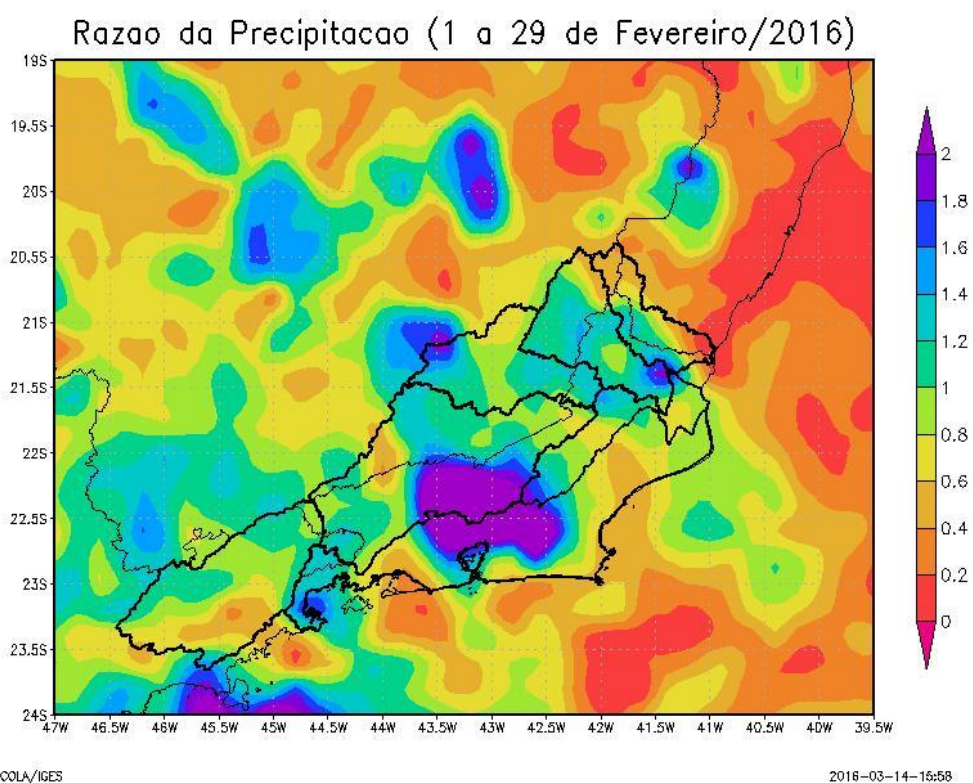 Razao da Precipitacao (1 a 29 de Fevereiro/2016)
19S
19.5S
20S
20.5S
21S
21.5S
22S
22.5S
23S
23.5S
24S
47W 46.5W 46W 45.5W 45W 44.5W 44W 43.5W 43W 42.5W 42W 41.5W 41W 40.5W 40W 39.5W
2
1.8
1.6
1.4
1.2
1
0.8
0.6
0.4
0.2
0
COLA/IGES 2016-03-14-15:58